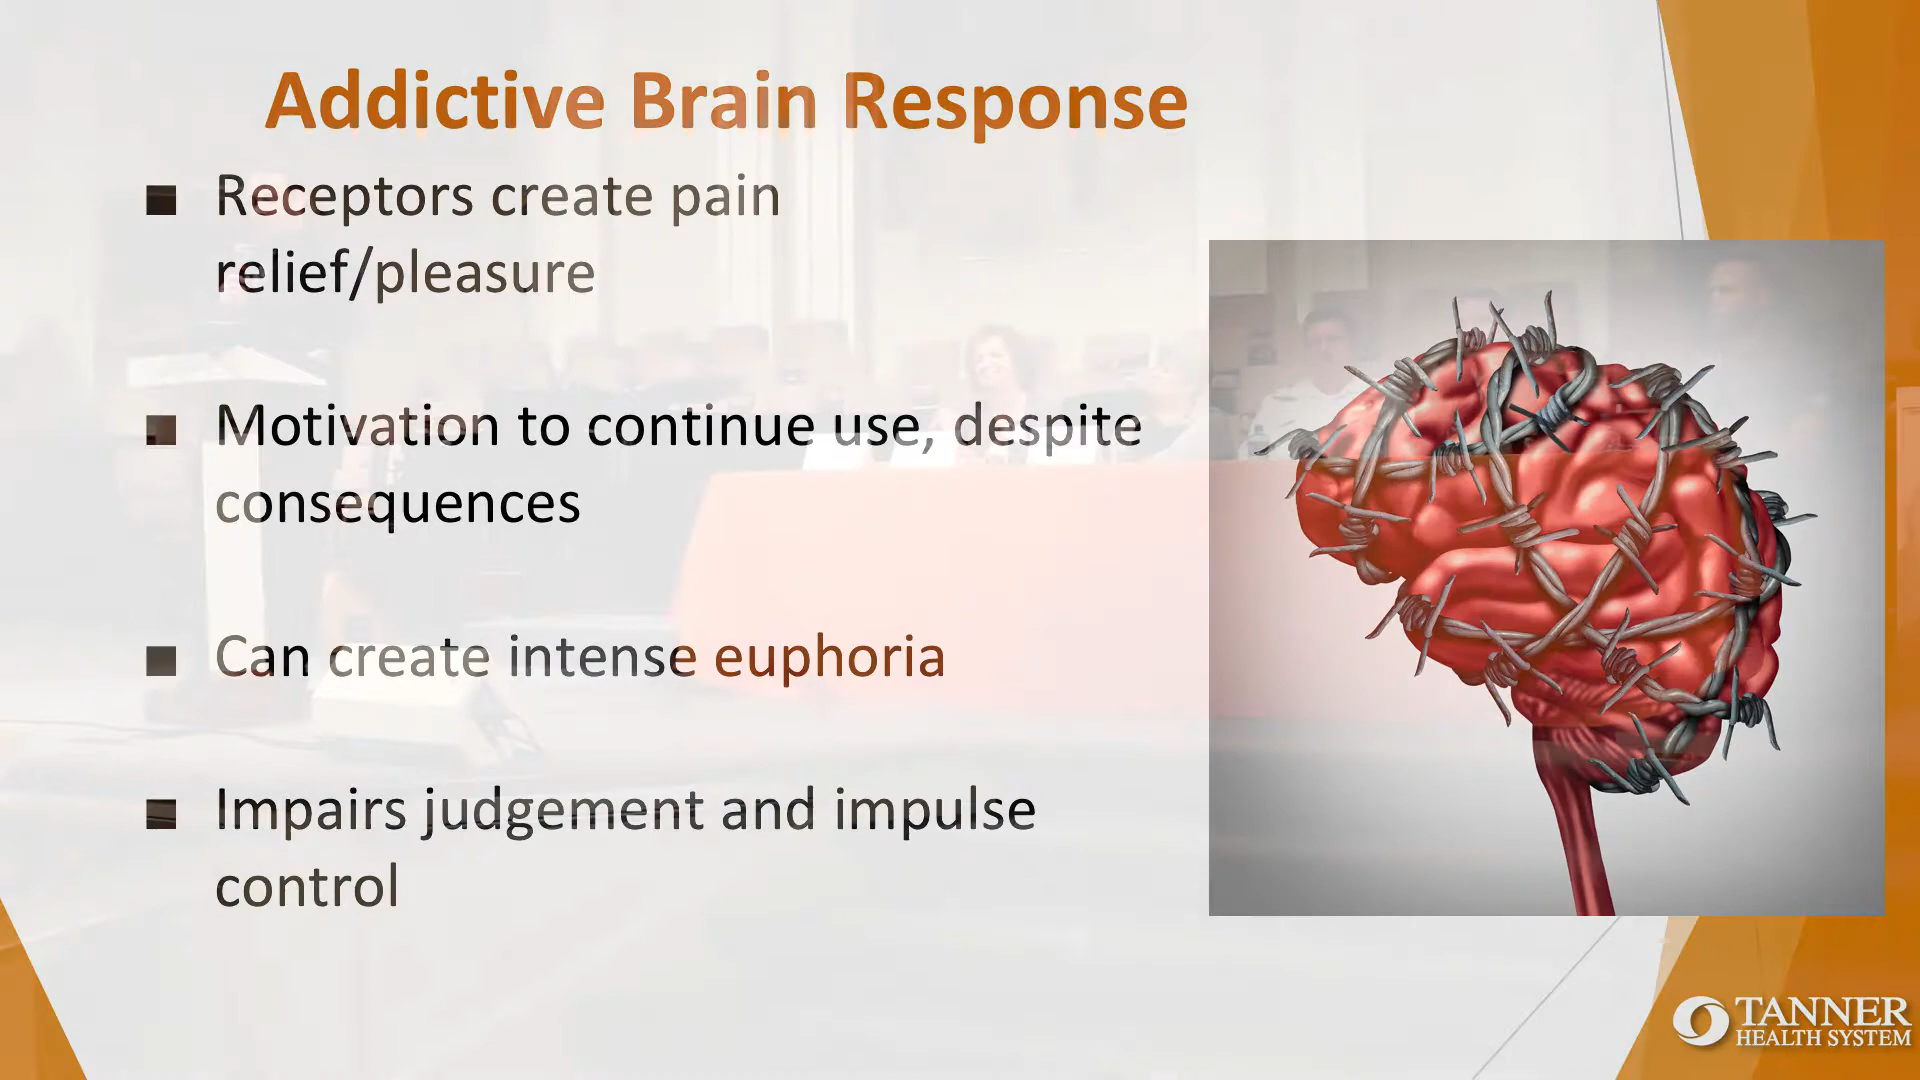 Addictive Brain Response
■ Receptors create pain
relief/pleasure
■ Motivation to continue use, despite
consequences
■ Can create intense euphoria
■ Impairs judgement and impulse
control
TANNER
HEALTH SYSTEM